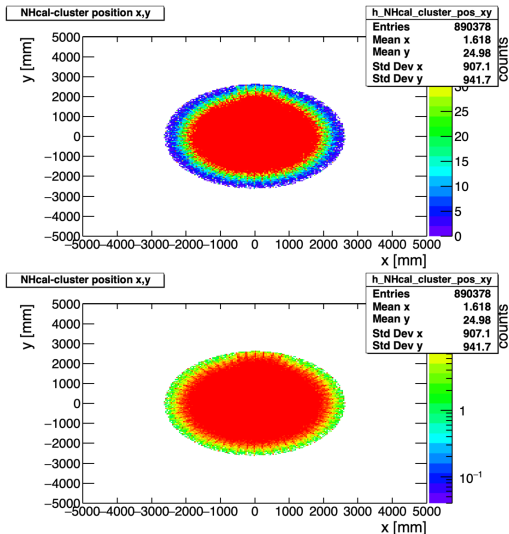 NHcal-cluster position x,y
h_NHcal_cluster_pos_xy
Entries 890378
Mean x 1.618
Mean y 24.98
Std Dev x 907.1
Std Dev y 941.7
y [mm]
5000
4000
3000
2000
1000
0
−1000
−2000
−3000
−4000
−5000
−5000 −4000 −3000 −2000 −1000 0 1000 2000 3000 4000 5000
x [mm]
counts
30
25
20
15
10
5
0
NHcal-cluster position x,y
h_NHcal_cluster_pos_xy
Entries 890378
Mean x 1.618
Mean y 24.98
Std Dev x 907.1
Std Dev y 941.7
y [mm]
5000
4000
3000
2000
1000
0
−1000
−2000
−3000
−4000
−5000
−5000 −4000 −3000 −2000 −1000 0 1000 2000 3000 4000 5000
x [mm]
counts
1
10−1